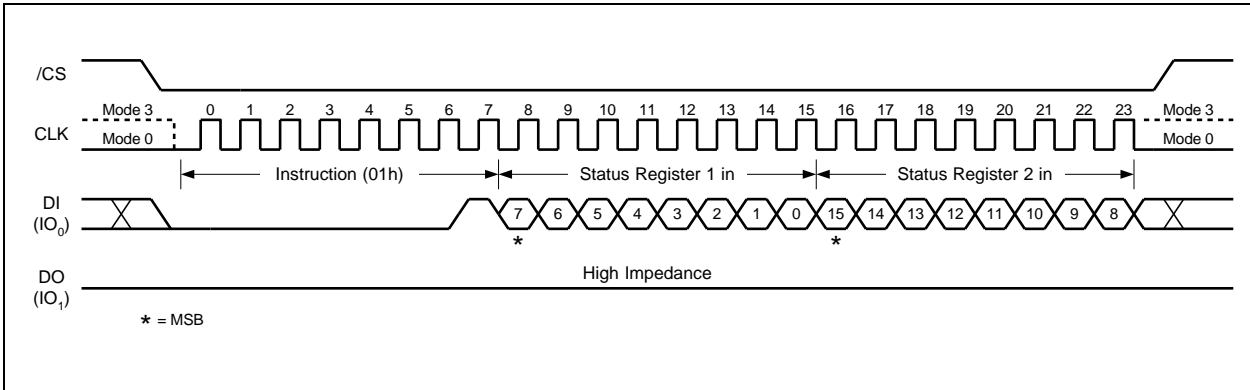 /CS
Mode 3 0 1 2 3 4 5 6 7 8 9 10 11 12 13 14 15 16 17 18 19 20 21 22 23 Mode 3
CLK
Mode 0 Mode 0
Instruction (01h) Status Register 1 in Status Register 2 in
DI
(IO0)
7 6 5 4 3 2 1 0 15 14 13 12 11 10 9 8
* *
High Impedance
DO
(IO1)
* = MSB